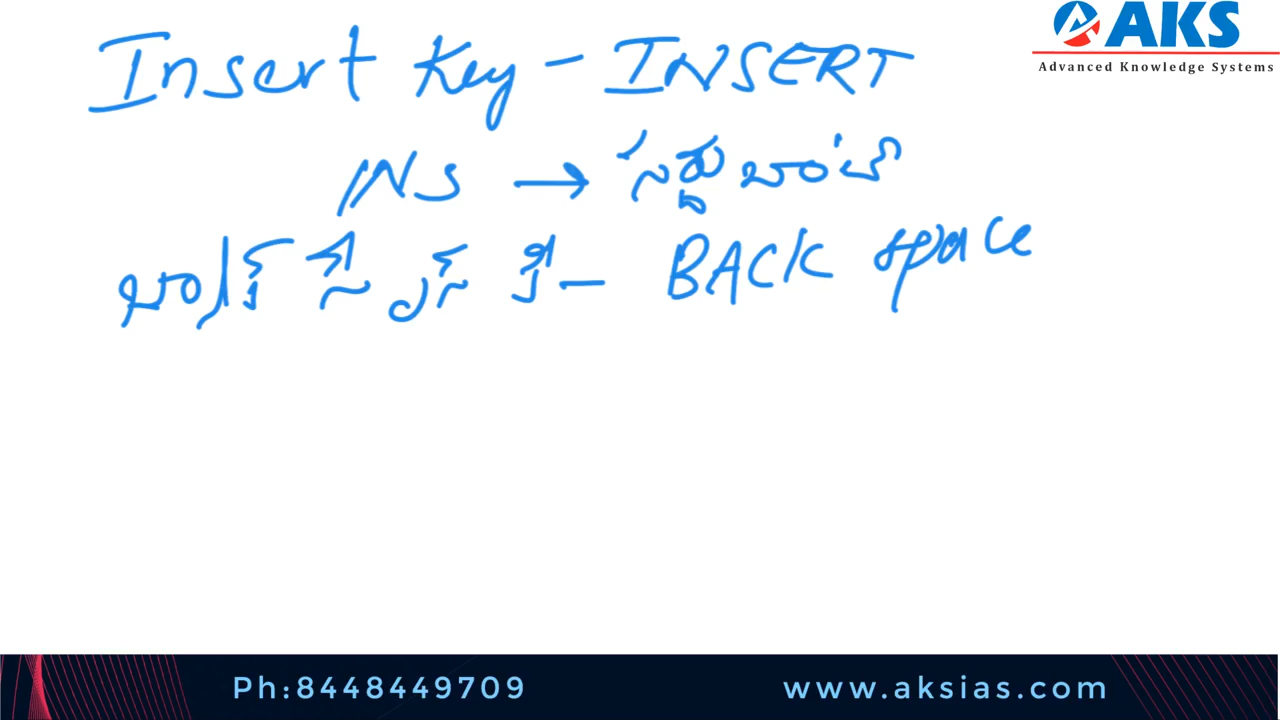 AKS
Advanced Knowledge Systems
Insert Key - INSERT
INS →
- BACK space
Ph:8448449709
www.aksias.com